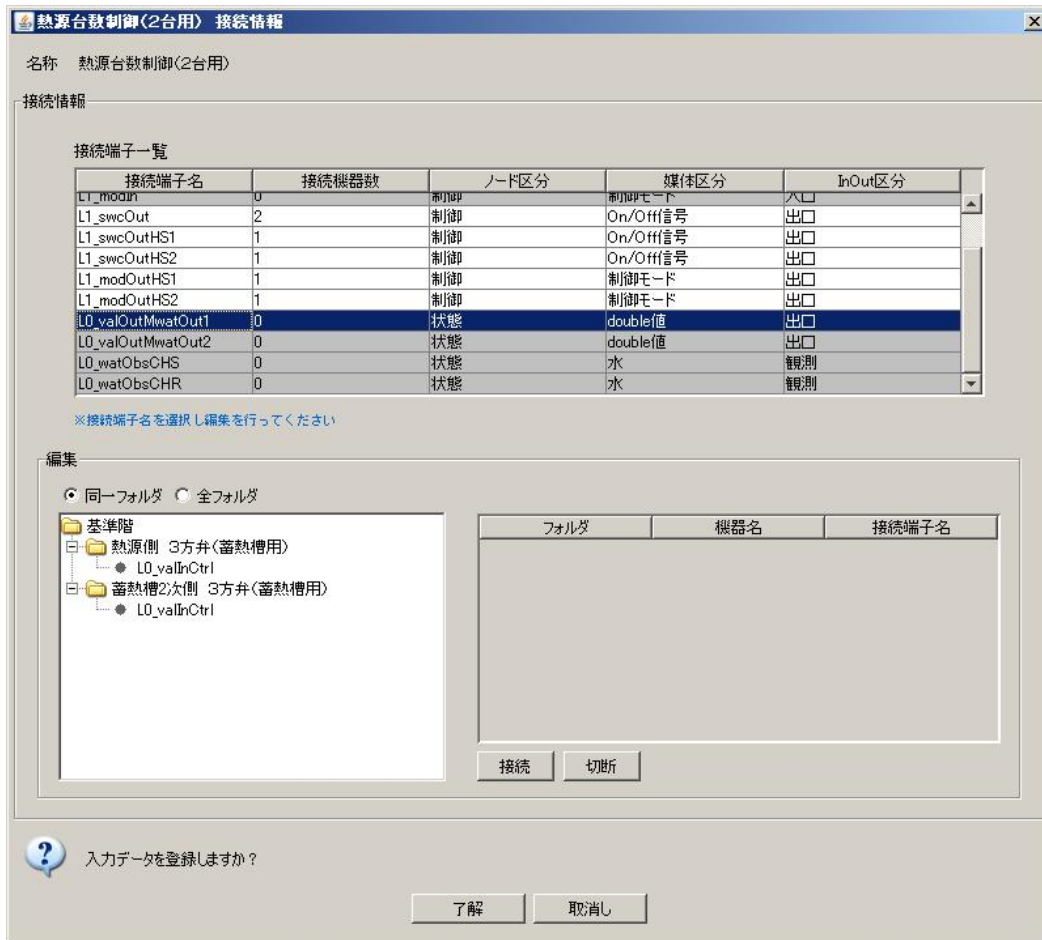 熱源台数制御(2台用) 接続情報
名称 熱源台数制御(2台用)
接続情報
接続端子一覧
接続端子名 接続機器数 ノード区分 媒体区分 InOut区分
L1_modIn 0 制御 制御モード 入口
L1_swcOut 2 制御 On/Off信号 出口
L1_swcOutHS1 1 制御 On/Off信号 出口
L1_swcOutHS2 1 制御 On/Off信号 出口
L1_modOutHS1 1 制御 制御モード 出口
L1_modOutHS2 1 制御 制御モード 出口
L0_valOutMwatOut1 0 状態 double値 出口
L0_valOutMwatOut2 0 状態 double値 出口
L0_watObsCHS 0 状態 水 観測
L0_watObsCHR 0 状態 水 観測
※接続端子名を選択し編集を行ってください
編集
同一フォルダ 全フォルダ
基準階
熱源側 3方弁(蓄熱槽用)
L0_valInCtrl
蓄熱槽2次側 3方弁(蓄熱槽用)
L0_valInCtrl
フォルダ 機器名 接続端子名
接続 切断
入力データを登録しますか？
了解 取消し